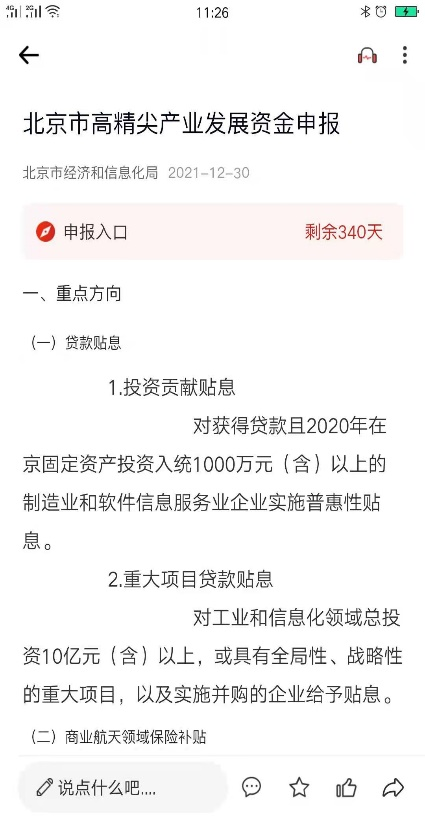 4G 2G 11:26
北京市高精尖产业发展资金申报
北京市经济和信息化局 2021-12-30
申报入口 剩余340天
一、重点方向
（一）贷款贴息
1.投资贡献贴息
对获得贷款且2020年在
京固定资产投资入统1000万元（含）以上的
制造业和软件信息服务业企业实施普惠性贴
息。
2.重大项目贷款贴息
对工业和信息化领域总投
资10亿元（含）以上，或具有全局性、战略性
的重大项目，以及实施并购的企业给予贴息。
（二）商业航天领域保险补贴
说点什么吧....